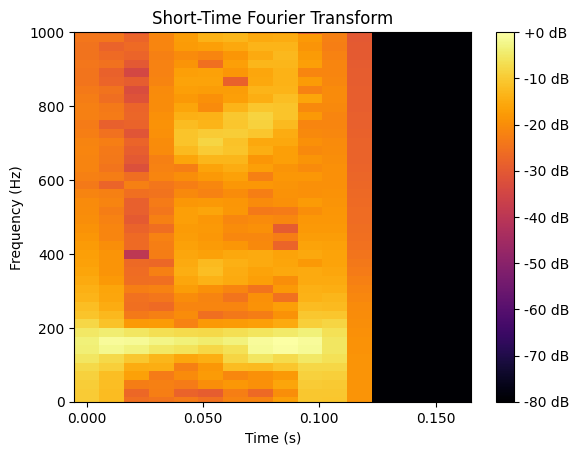 Short-Time Fourier Transform
1000
800
600
400
200
0
Frequency (Hz)
0.000
0.050
0.100
0.150
Time (s)
+0 dB
-10 dB
-20 dB
-30 dB
-40 dB
-50 dB
-60 dB
-70 dB
-80 dB